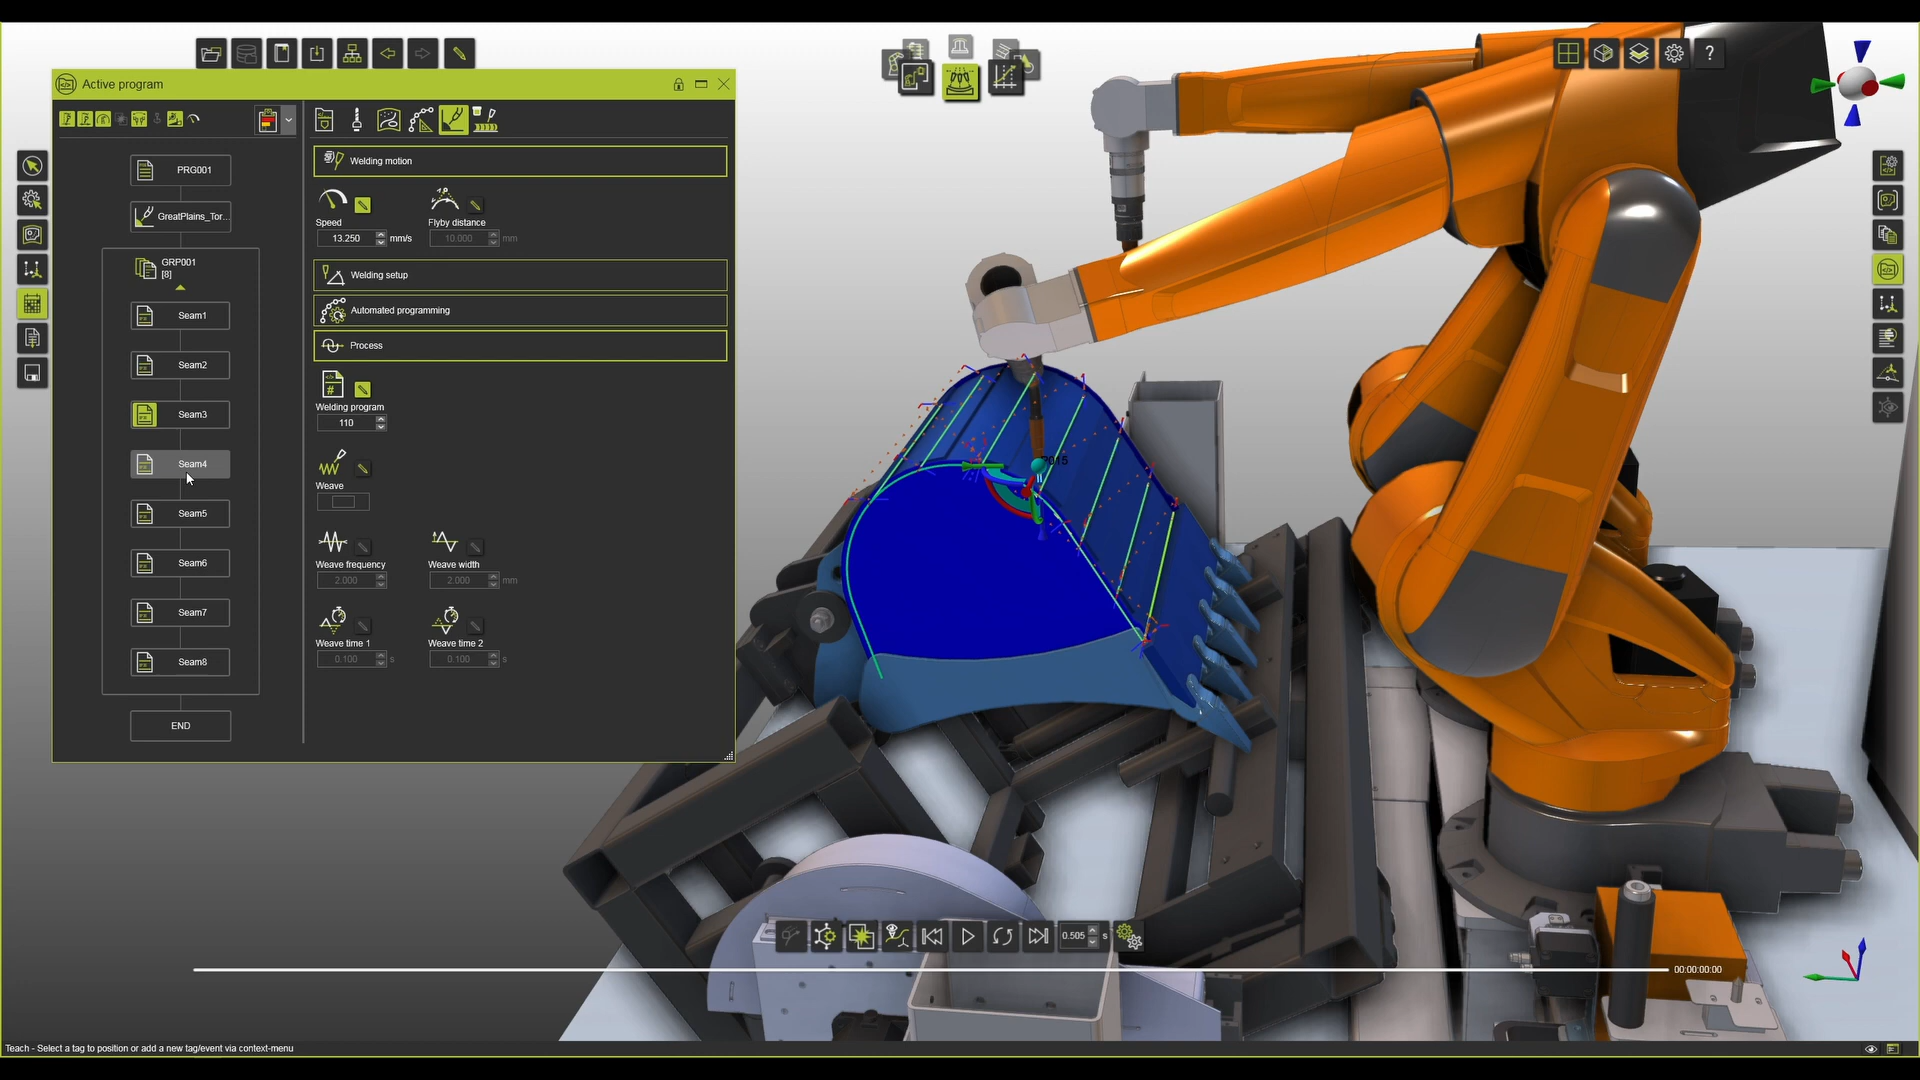 Active program
PRG001
GreatPlains_Tor...
GRP001
[8]
Seam1
Seam2
Seam3
Seam4
Seam5
Seam6
Seam7
Seam8
END
Welding motion
Speed
13.250 mm/s
Flyby distance
10.000 mm
Welding setup
Automated programming
Process
#
Welding program
110
Weave
Weave frequency
2.000
Weave width
2.000 mm
Weave time 1
0.100 s
Weave time 2
0.100 s
?
0.505 s
00:00:00:00
Teach - Select a tag to position or add a new tag/event via context-menu